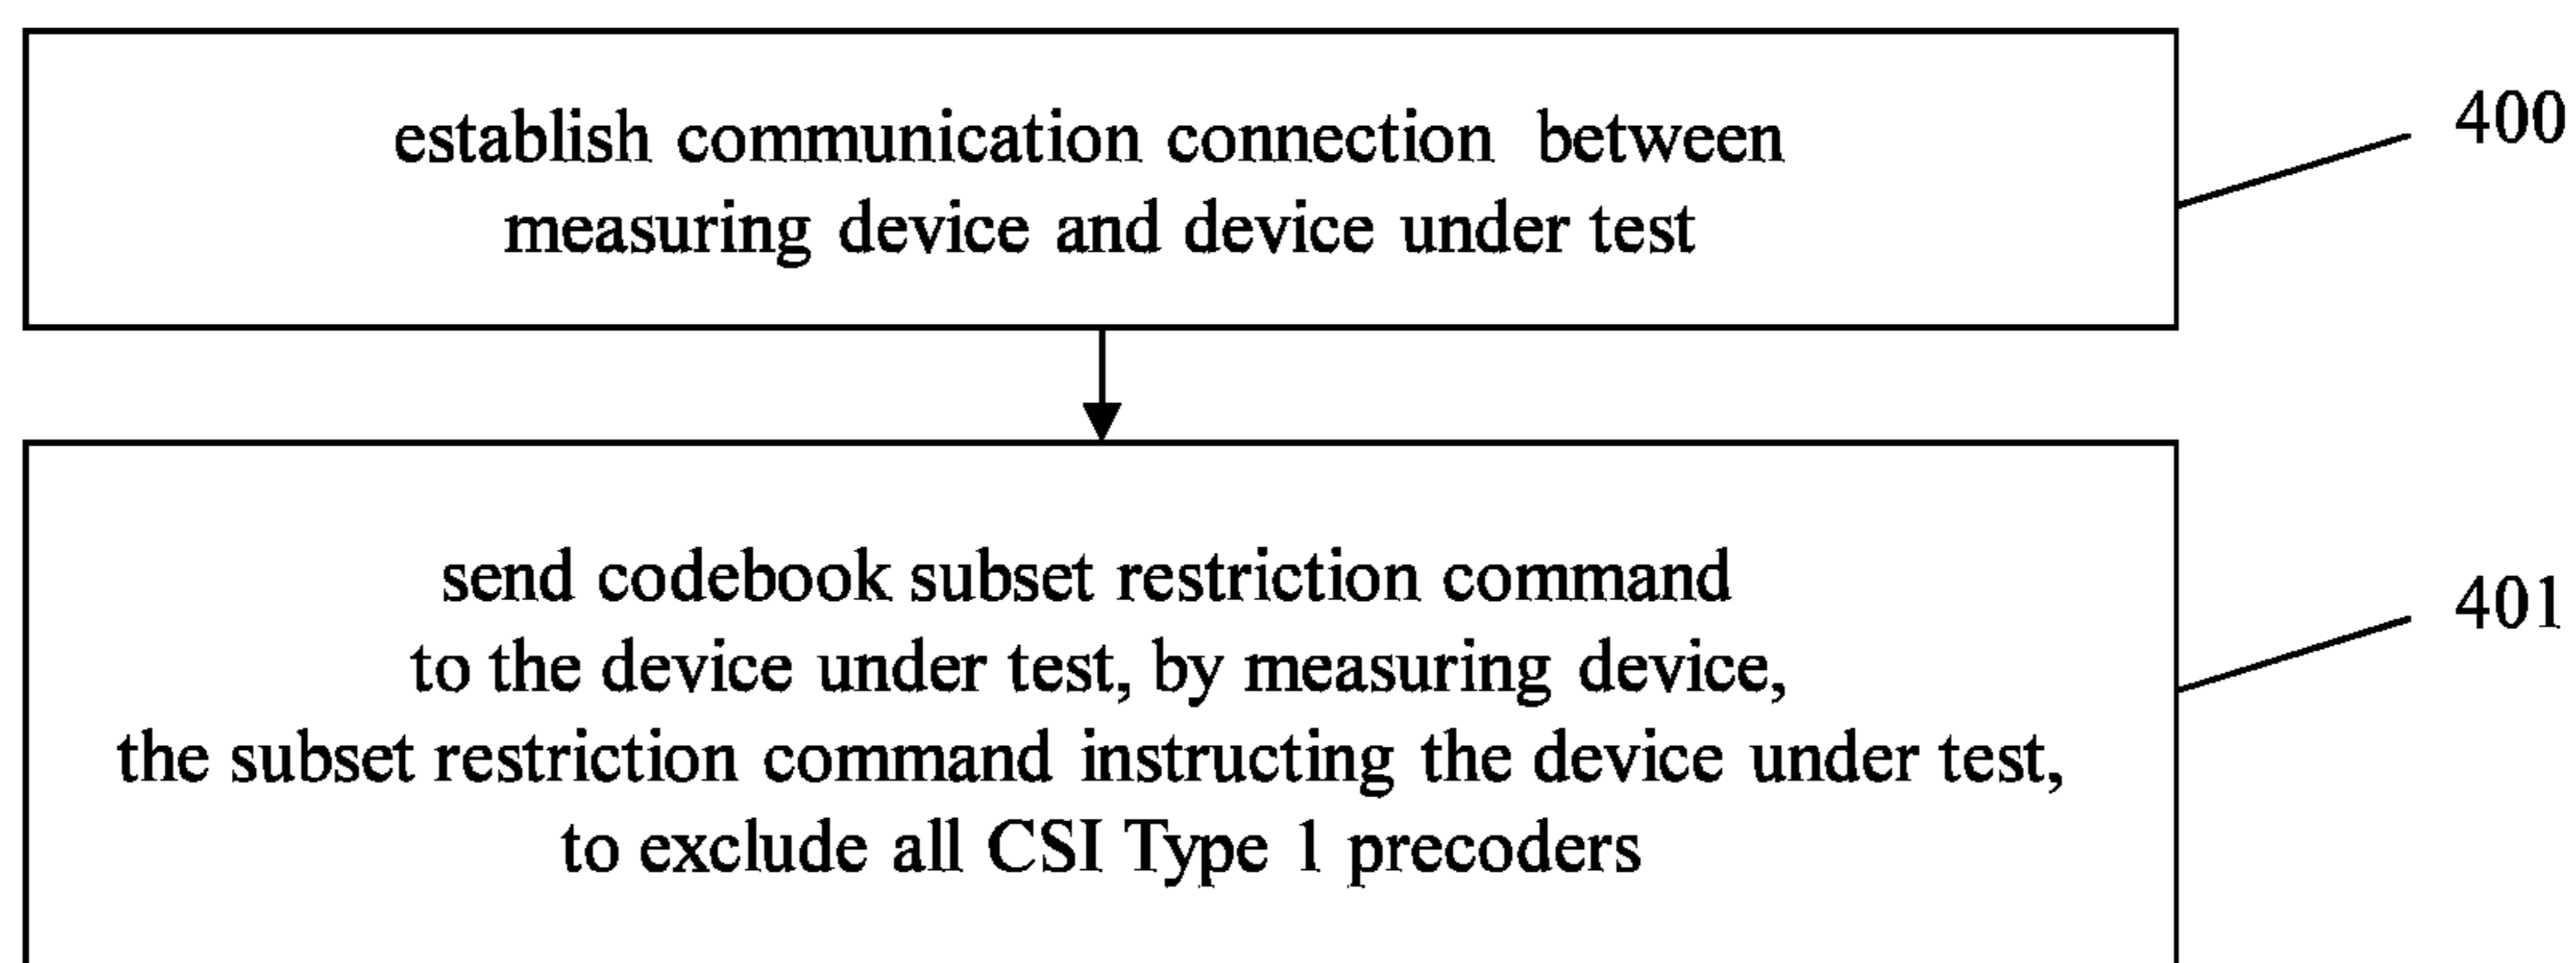 establish communication connection between
measuring device and device under test
400
send codebook subset restriction command
to the device under test, by measuring device,
the subset restriction command instructing the device under test,
to exclude all CSI Type 1 precoders
401